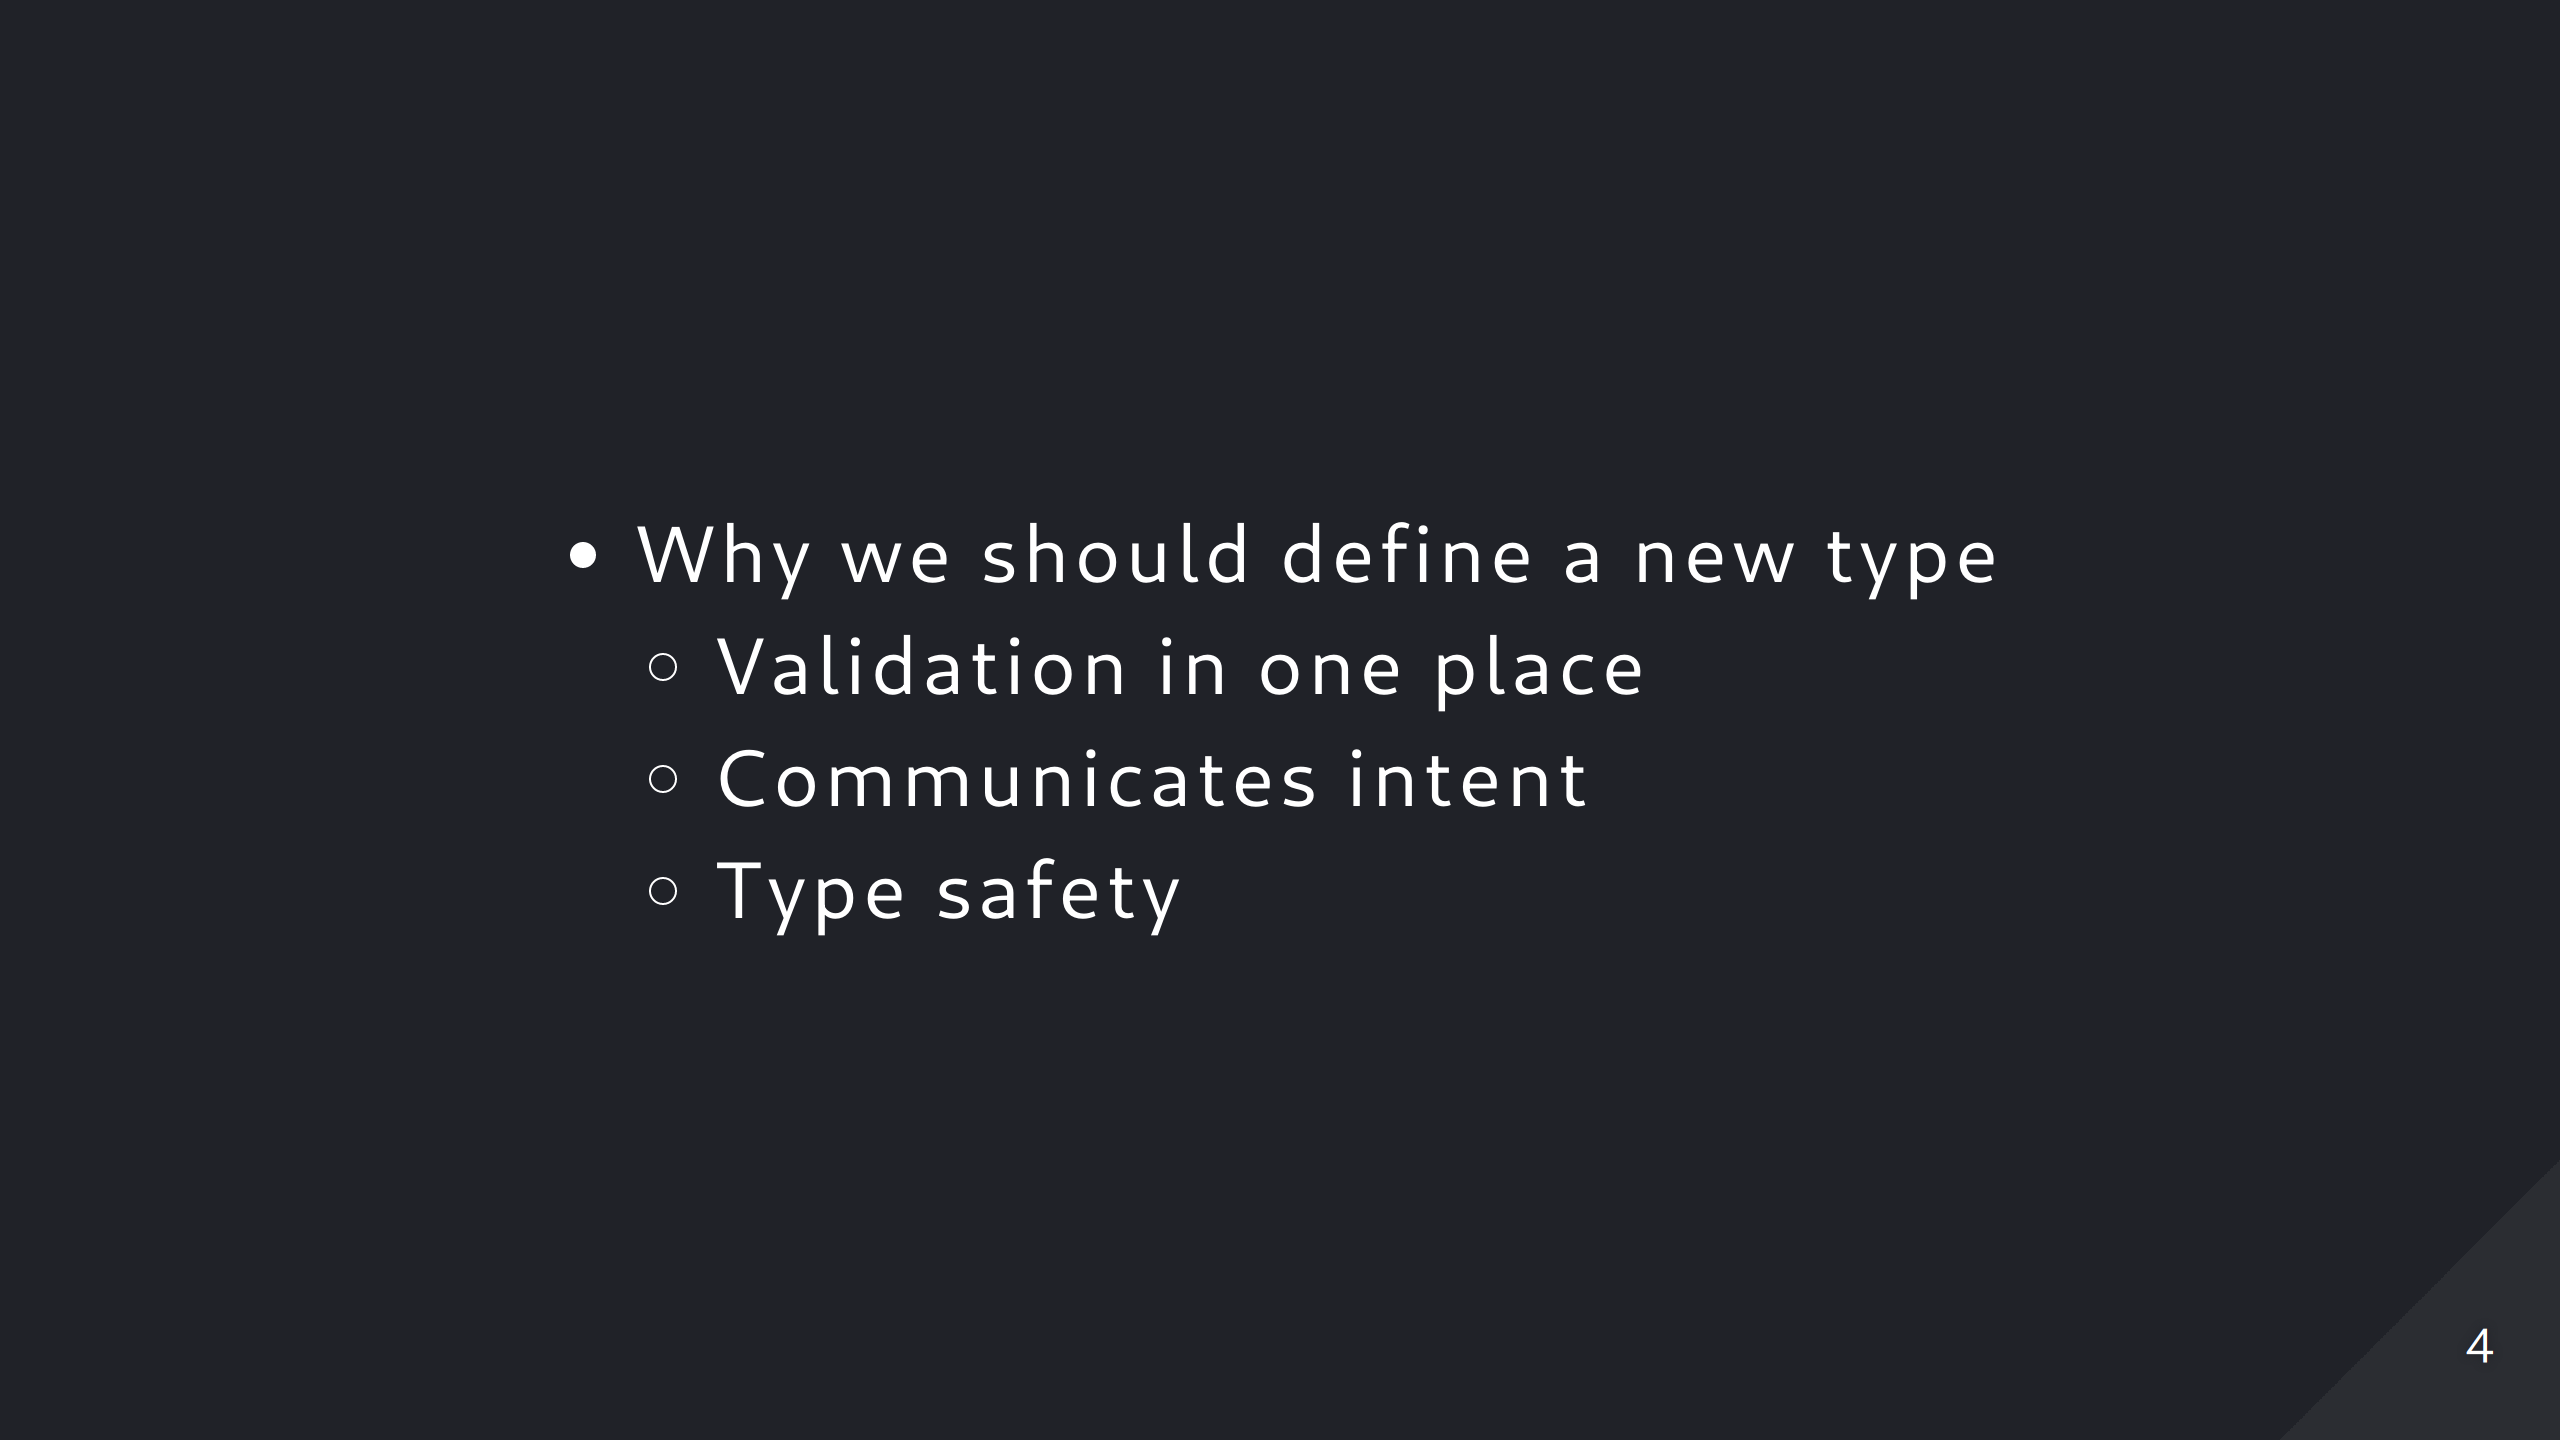 • Why we should define a new type
○ Validation in one place
○ Communicates intent
○ Type safety
4